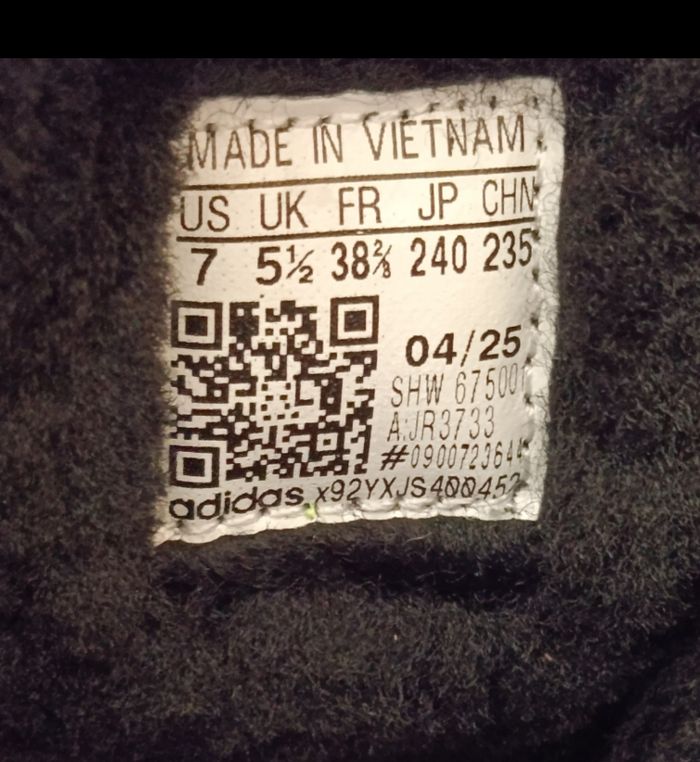 MADE IN VIETNAM
US UK FR JP CHN
7 5½ 38⅔ 240 235
04/25
SHW
A:JR3733
adidas